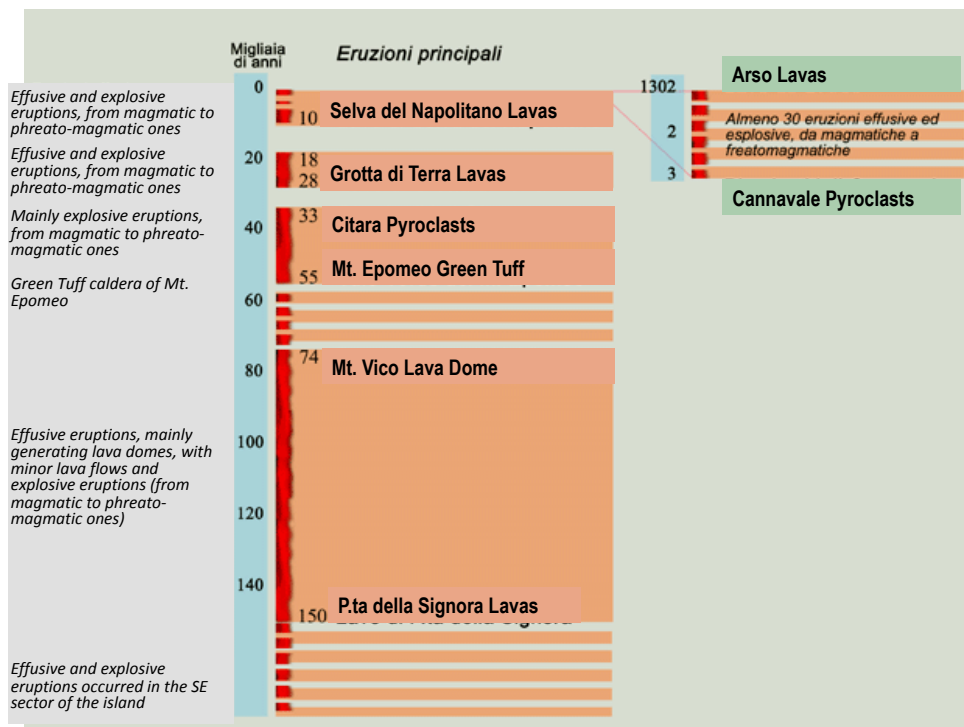 Migliaia
di anni
Eruzioni principali
0
10
20
18
28
33
40
55
60
74
80
100
120
140
150
Effusive and explosive
eruptions, from magmatic to
phreato-magmatic ones
Effusive and explosive
eruptions, from magmatic to
phreato-magmatic ones
Mainly explosive eruptions,
from magmatic to phreato-
magmatic ones
Green Tuff caldera of Mt.
Epomeo
Effusive eruptions, mainly
generating lava domes, with
minor lava flows and
explosive eruptions (from
magmatic to phreato-
magmatic ones)
Effusive and explosive
eruptions occurred in the SE
sector of the island
Selva del Napolitano Lavas
Grotta di Terra Lavas
Citara Pyroclasts
Mt. Epomeo Green Tuff
Mt. Vico Lava Dome
P.ta della Signora Lavas
1302
2
3
Arso Lavas
Almeno 30 eruzioni effusive ed
esplosive, da magmatiche a
freatomagmatiche
Cannavale Pyroclasts